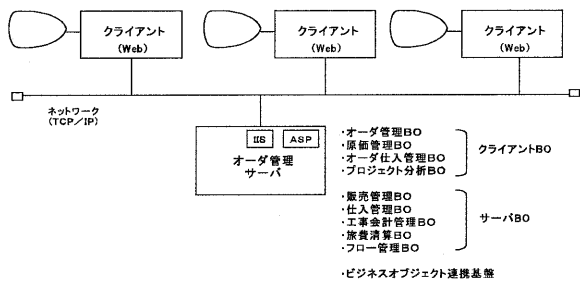 クライアント
(Web)
クライアント
(Web)
クライアント
(Web)
ネットワーク
(TCP/IP)
IIS
ASP
オーダ管理
サーバ
・オーダ管理BO
・原価管理BO
・オーダ仕入管理BO
・プロジェクト分析BO
クライアントBO
・販売管理BO
・仕入管理BO
・工事会計管理BO
・旅費清算BO
・フロー管理BO
サーバBO
・ビジネスオブジェクト連携基盤